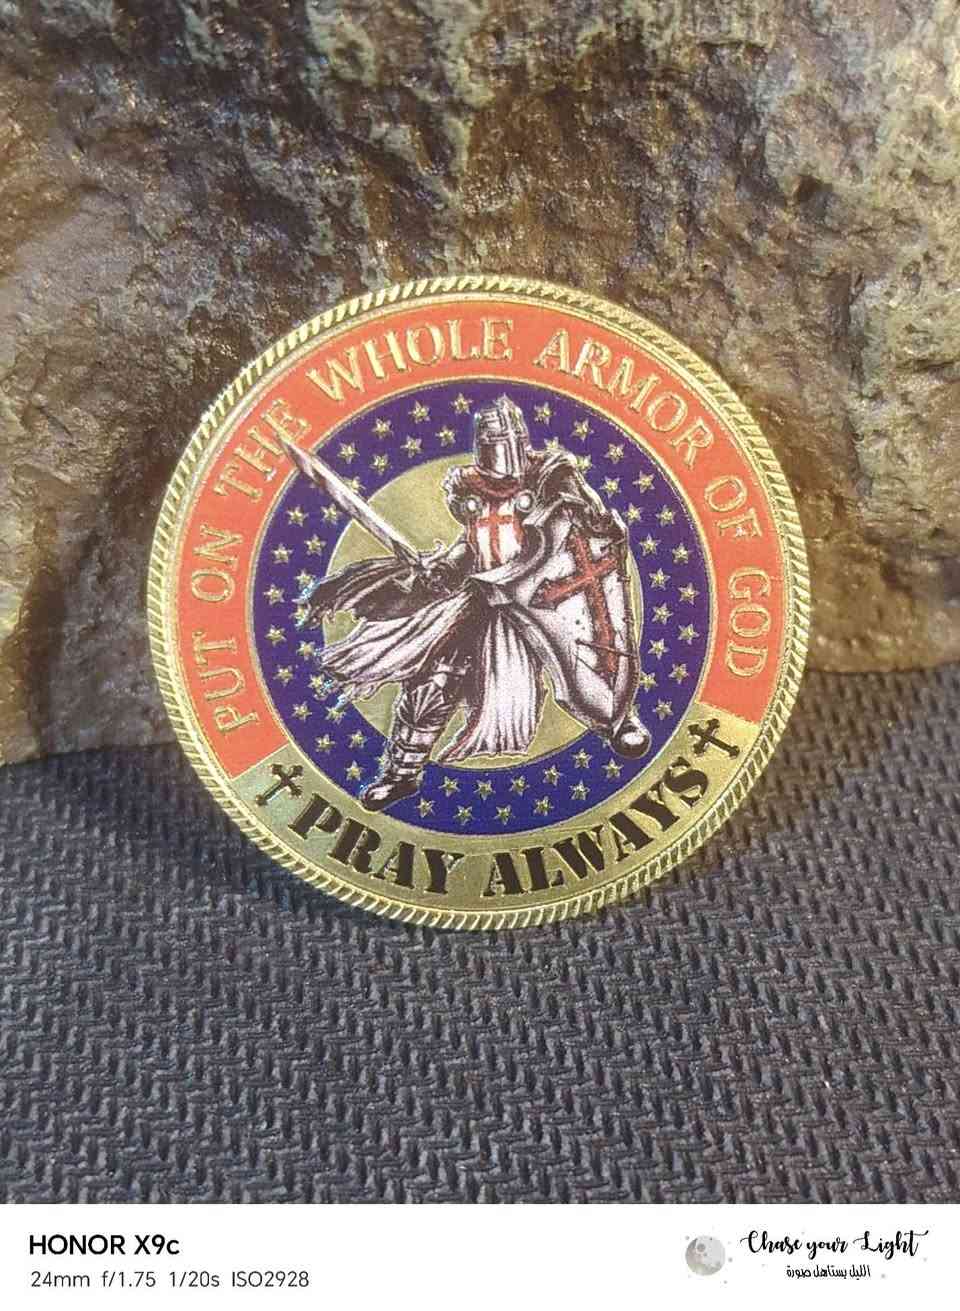 PUT ON THE WHOLE ARMOR OF GOD
PRAY ALWAYS
HONOR X9c
24mm f/1.75 1/20s ISO2928
Chase your Light
الليل يستاهل صورة